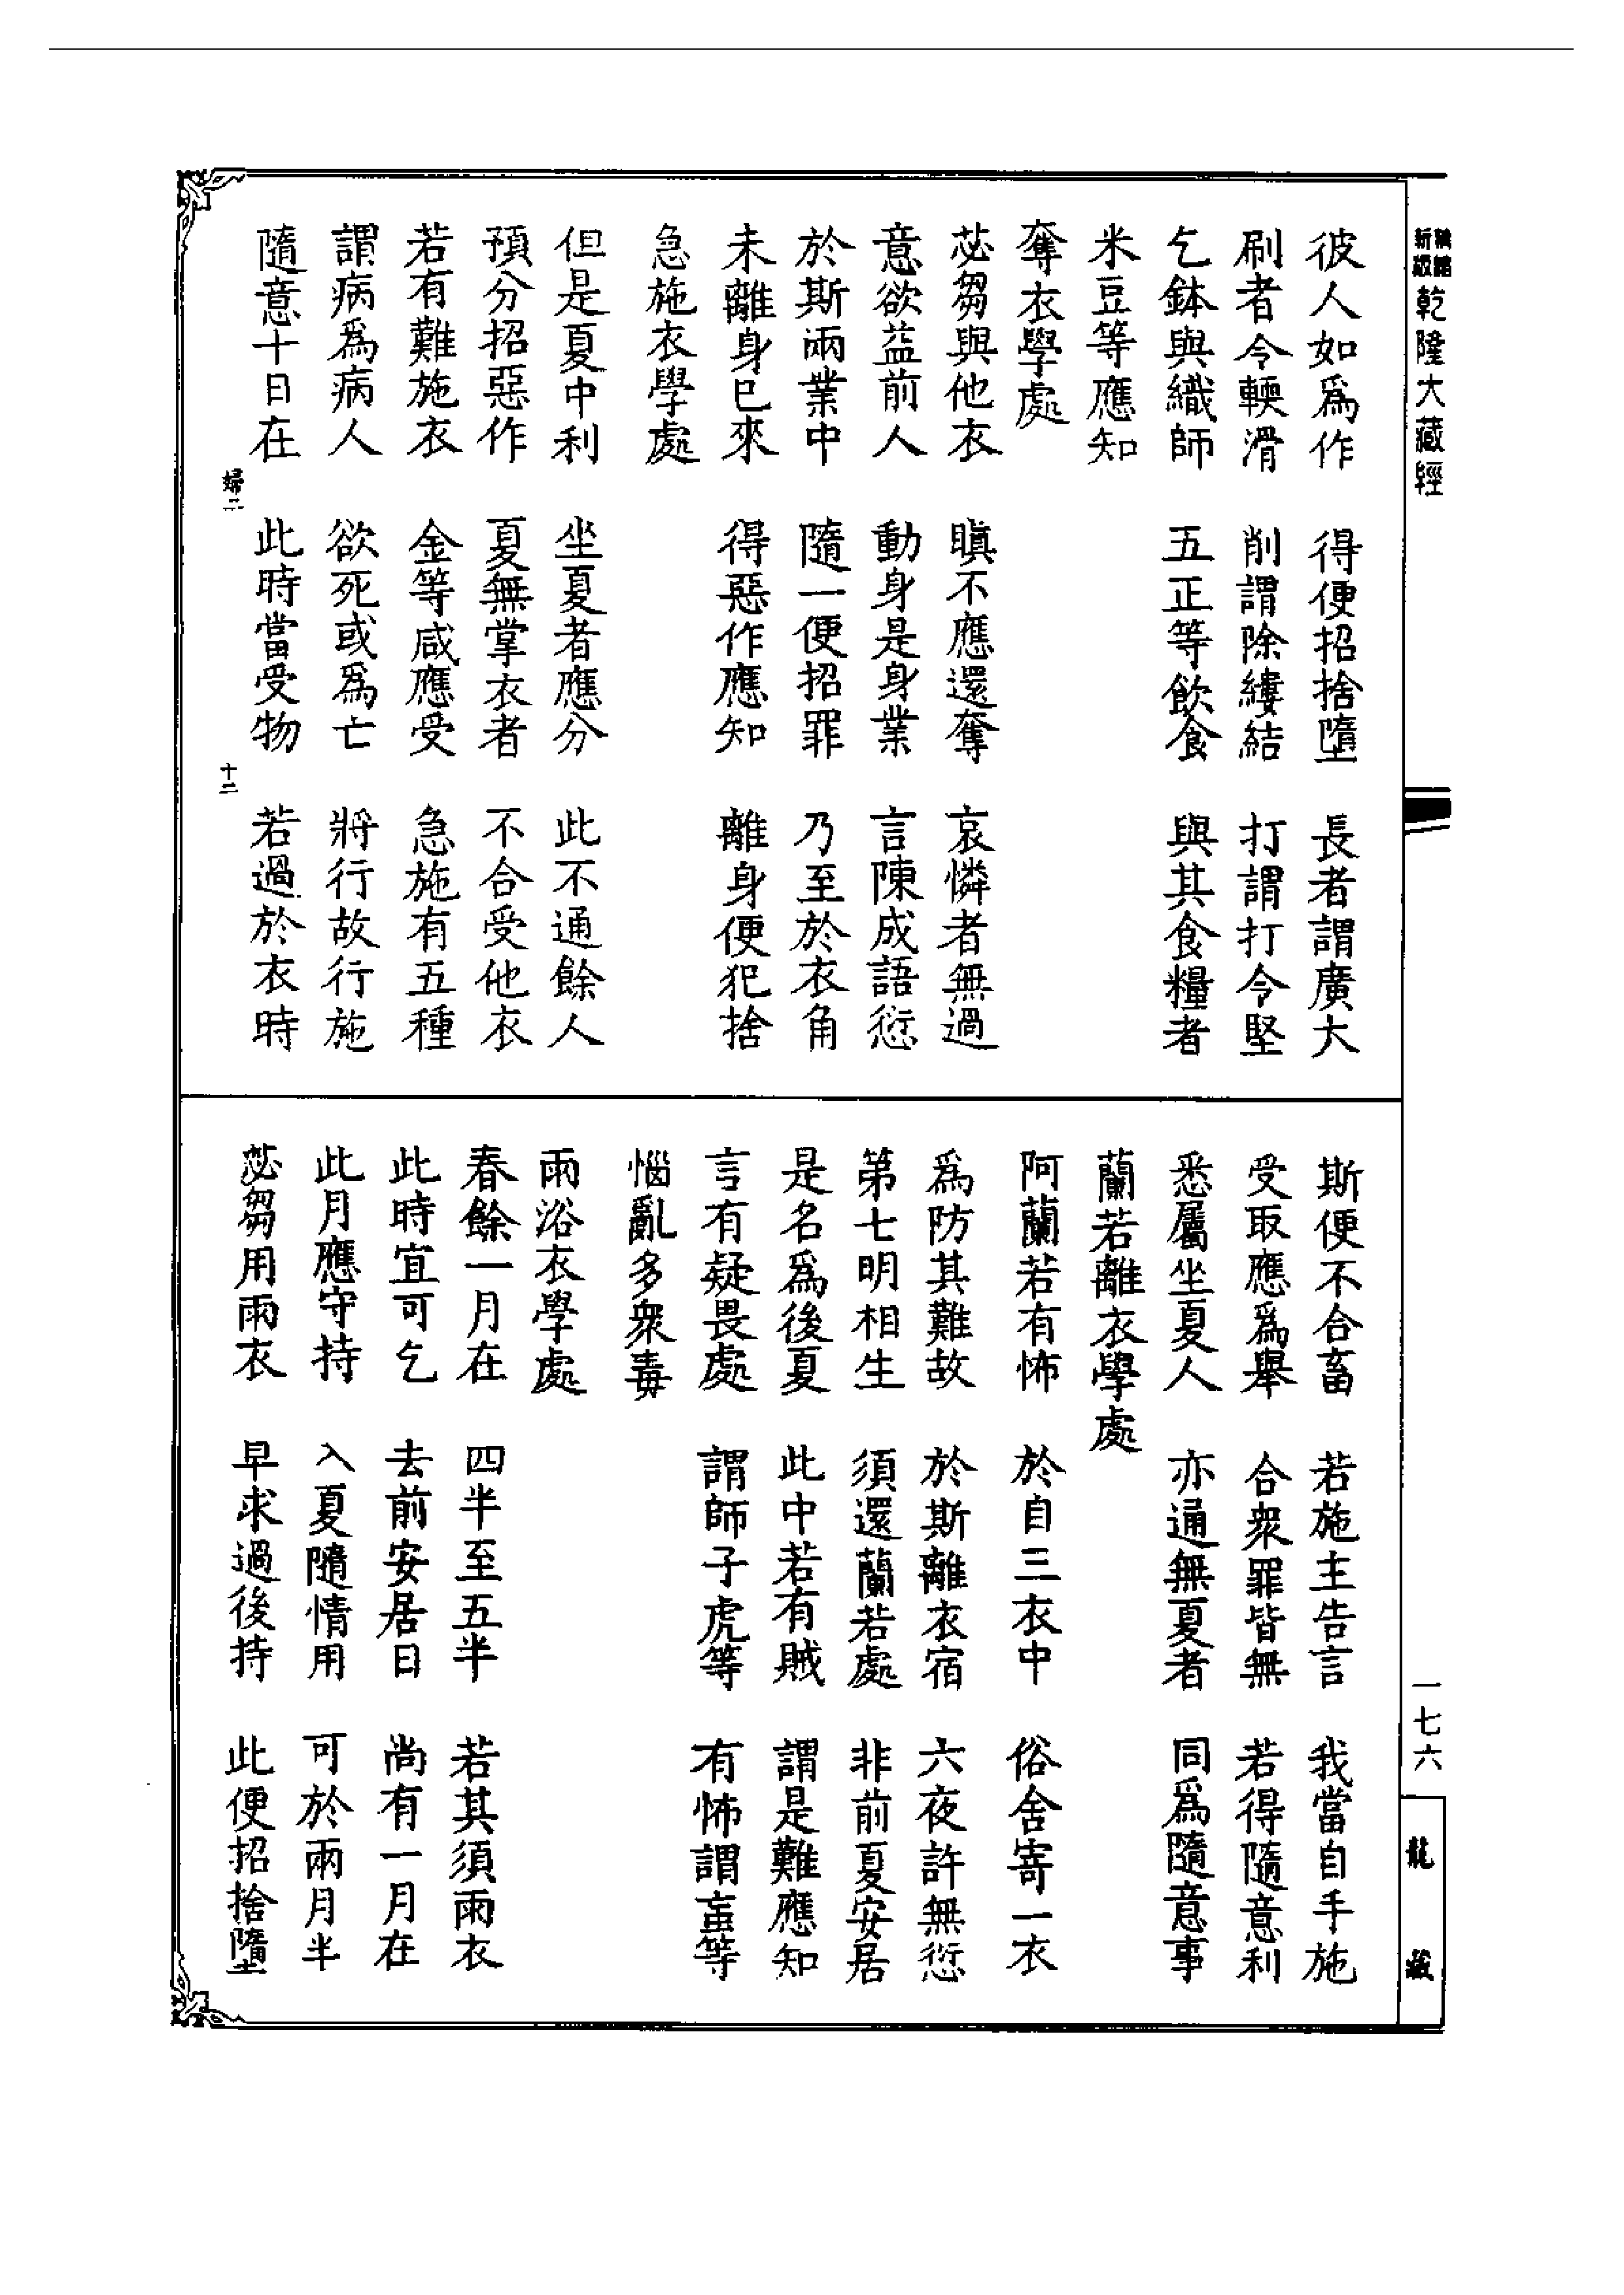 新編縮級乾隆大藏經
彼人如爲作　得便招捨墮　長者謂廣大
刷者令輭滑　削謂除縷結　打謂打令堅
乞鉢與織師　五正等飲食　與其食糧者
米豆等應知
奪衣學處
苾芻與他衣　瞋不應還奪　哀憐者無過
意欲益前人　動身是身業　言陳成語愆
於斯兩業中　隨一便招罪　乃至於衣角
未離身已來　得惡作應知　離身便犯捨
急施衣學處
但是夏中利　坐夏者應分　此不通餘人
預分招惡作　夏無掌衣者　不合受他衣
若有難施衣　金等咸應受　急施有五種
謂病爲病人　欲死或爲亡　將行故行施
隨意十日在　此時當受物　若過於衣時
婦二　十二
斯便不合畜　若施主告言　我當自手施
受取應爲舉　合衆罪皆無　若得隨意利
悉屬坐夏人　亦通無夏者　同爲隨意事
蘭若離衣學處
阿蘭若有怖　於自三衣中　俗舍寄一衣
爲防其難故　於斯離衣宿　六夜許無愆
第七明相生　須還蘭若處　非前夏安居
是名爲後夏　此中若有賊　謂是難應知
言有疑畏處　謂師子虎等　有怖謂䖟等
惱亂多衆毒
雨浴衣學處
春餘一月在　四半至五半　若其須雨衣
此時宜可乞　去前安居日　尚有一月在
此月應守持　入夏隨情用　可於兩月半
苾芻用雨衣　早求過後持　此便招捨墮
一七六
龍藏